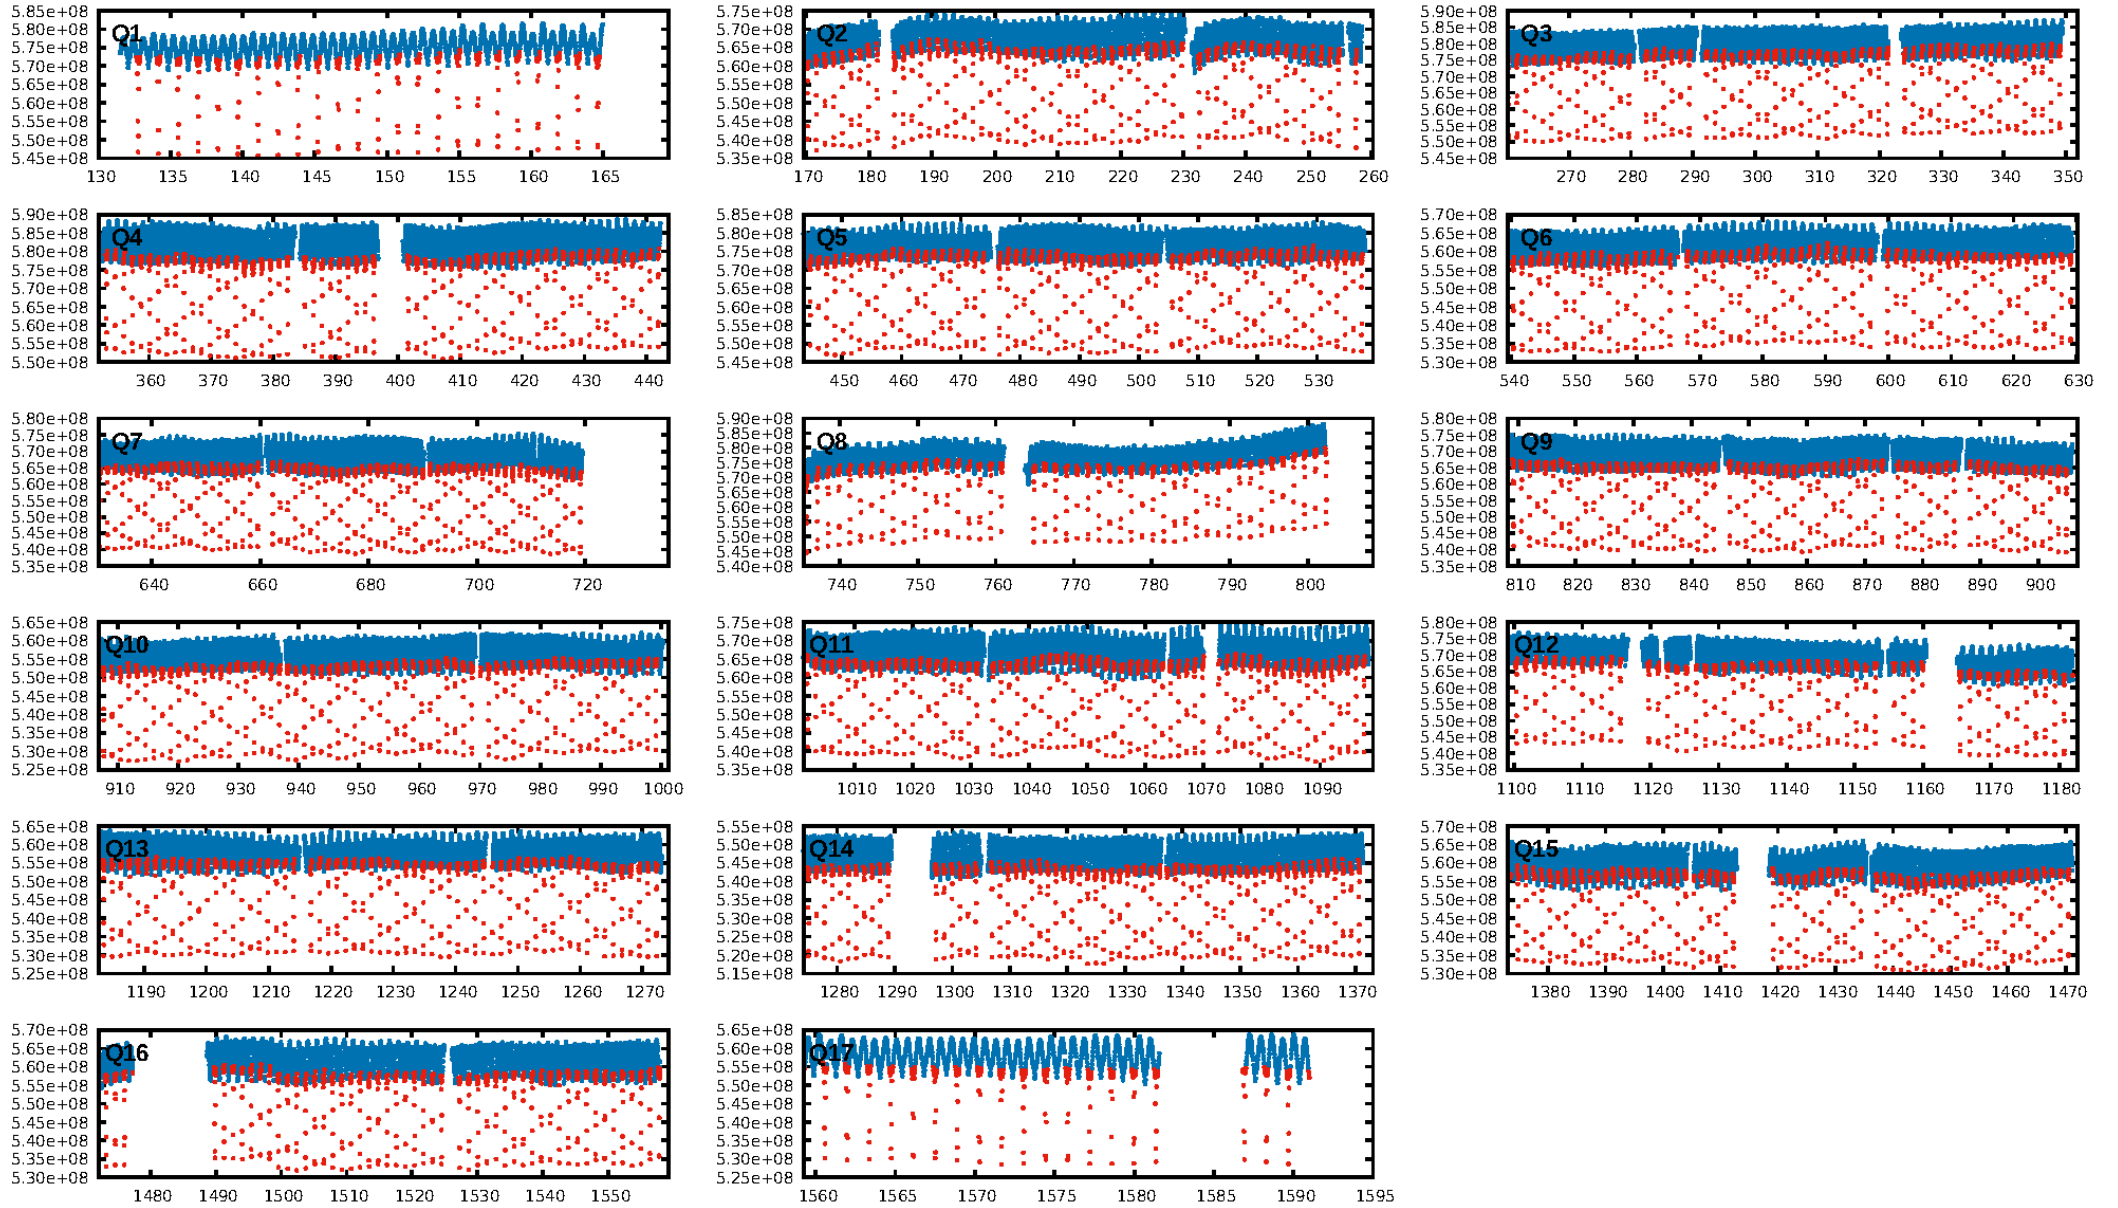 5.85e+08 5.80e+08 5.75e+08 5.70e+08 5.65e+08 5.60e+08 5.55e+08 5.50e+08 5.45e+08
Q1
130 135 140 145 150 155 160 165
5.75e+08 5.70e+08 5.65e+08 5.60e+08 5.55e+08 5.50e+08 5.45e+08 5.40e+08 5.35e+08
Q2
170 180 190 200 210 220 230 240 250 260
5.90e+08 5.85e+08 5.80e+08 5.75e+08 5.70e+08 5.65e+08 5.60e+08 5.55e+08 5.50e+08 5.45e+08
Q3
270 280 290 300 310 320 330 340 350
5.90e+08 5.85e+08 5.80e+08 5.75e+08 5.70e+08 5.65e+08 5.60e+08 5.55e+08 5.50e+08
Q4
360 370 380 390 400 410 420 430 440
5.85e+08 5.80e+08 5.75e+08 5.70e+08 5.65e+08 5.60e+08 5.55e+08 5.50e+08 5.45e+08
Q5
450 460 470 480 490 500 510 520 530
5.70e+08 5.65e+08 5.60e+08 5.55e+08 5.50e+08 5.45e+08 5.40e+08 5.35e+08 5.30e+08
Q6
540 550 560 570 580 590 600 610 620 630
5.80e+08 5.75e+08 5.70e+08 5.65e+08 5.60e+08 5.55e+08 5.50e+08 5.45e+08 5.40e+08 5.35e+08
Q7
640 660 680 700 720
5.90e+08 5.85e+08 5.80e+08 5.75e+08 5.70e+08 5.65e+08 5.60e+08 5.55e+08 5.50e+08 5.45e+08 5.40e+08
Q8
740 750 760 770 780 790 800
5.80e+08 5.75e+08 5.70e+08 5.65e+08 5.60e+08 5.55e+08 5.50e+08 5.45e+08 5.40e+08 5.35e+08
Q9
810 820 830 840 850 860 870 880 890 900
5.65e+08 5.60e+08 5.55e+08 5.50e+08 5.45e+08 5.40e+08 5.35e+08 5.30e+08 5.25e+08
Q10
910 920 930 940 950 960 970 980 990 1000
5.75e+08 5.70e+08 5.65e+08 5.60e+08 5.55e+08 5.50e+08 5.45e+08 5.40e+08 5.35e+08
Q11
1010 1020 1030 1040 1050 1060 1070 1080 1090
5.80e+08 5.75e+08 5.70e+08 5.65e+08 5.60e+08 5.55e+08 5.50e+08 5.45e+08 5.40e+08 5.35e+08
Q12
1100 1110 1120 1130 1140 1150 1160 1170 1180
5.65e+08 5.60e+08 5.55e+08 5.50e+08 5.45e+08 5.40e+08 5.35e+08 5.30e+08 5.25e+08
Q13
1190 1200 1210 1220 1230 1240 1250 1260 1270
5.55e+08 5.50e+08 5.45e+08 5.40e+08 5.35e+08 5.30e+08 5.25e+08 5.20e+08 5.15e+08
Q14
1280 1290 1300 1310 1320 1330 1340 1350 1360 1370
5.70e+08 5.65e+08 5.60e+08 5.55e+08 5.50e+08 5.45e+08 5.40e+08 5.35e+08 5.30e+08
Q15
1380 1390 1400 1410 1420 1430 1440 1450 1460 1470
5.70e+08 5.65e+08 5.60e+08 5.55e+08 5.50e+08 5.45e+08 5.40e+08 5.35e+08 5.30e+08
Q16
1480 1490 1500 1510 1520 1530 1540 1550
5.65e+08 5.60e+08 5.55e+08 5.50e+08 5.45e+08 5.40e+08 5.35e+08 5.30e+08 5.25e+08
Q17
1560 1565 1570 1575 1580 1585 1590 1595